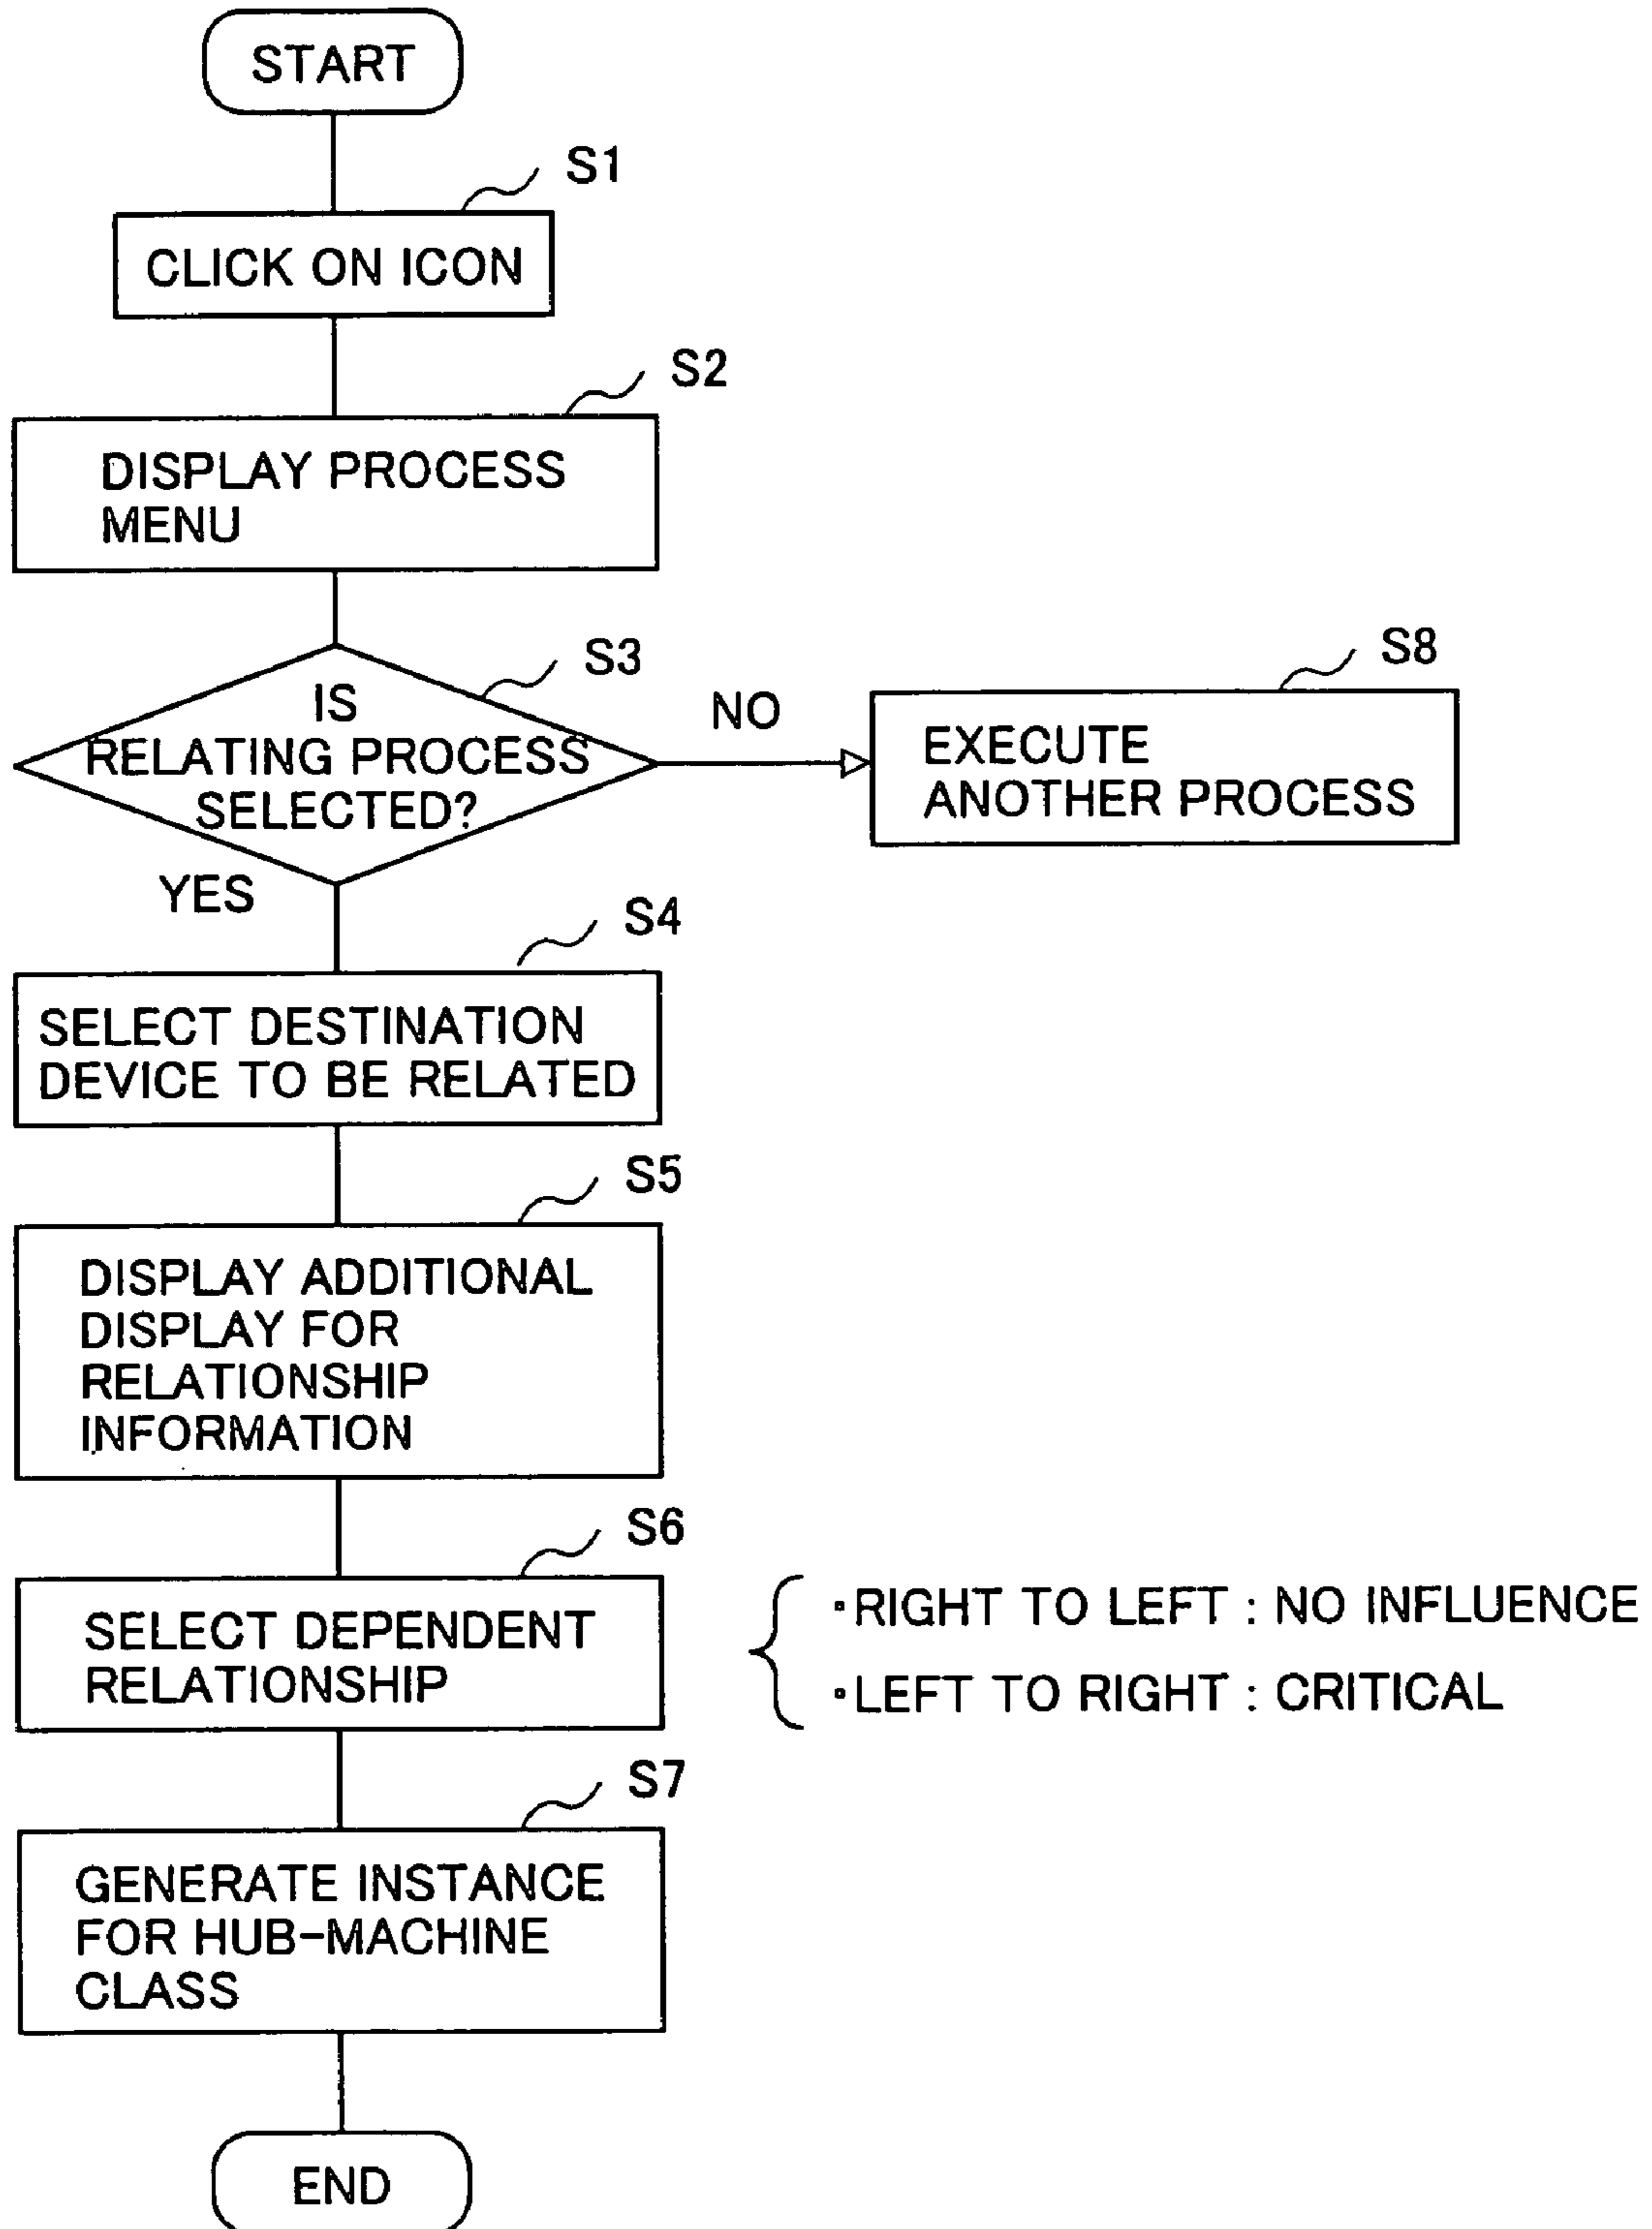 START
S1
CLICK ON ICON
S2
DISPLAY PROCESS
MENU
S3
IS
RELATING PROCESS
SELECTED?
NO
S8
EXECUTE
ANOTHER PROCESS
YES
S4
SELECT DESTINATION
DEVICE TO BE RELATED
S5
DISPLAY ADDITIONAL
DISPLAY FOR
RELATIONSHIP
INFORMATION
S6
SELECT DEPENDENT
RELATIONSHIP
・RIGHT TO LEFT : NO INFLUENCE
・LEFT TO RIGHT : CRITICAL
S7
GENERATE INSTANCE
FOR HUB-MACHINE
CLASS
END